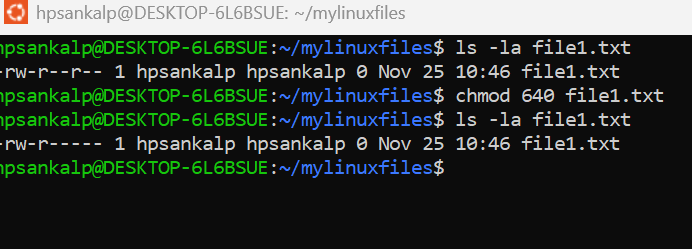 hpsankalp@DESKTOP-6L6BSUE: ~/mylinuxfiles
hpsankalp@DESKTOP-6L6BSUE:~/mylinuxfiles$ ls -la file1.txt
-rw-r--r-- 1 hpsankalp hpsankalp 0 Nov 25 10:46 file1.txt
hpsankalp@DESKTOP-6L6BSUE:~/mylinuxfiles$ chmod 640 file1.txt
hpsankalp@DESKTOP-6L6BSUE:~/mylinuxfiles$ ls -la file1.txt
-rw-r----- 1 hpsankalp hpsankalp 0 Nov 25 10:46 file1.txt
hpsankalp@DESKTOP-6L6BSUE:~/mylinuxfiles$